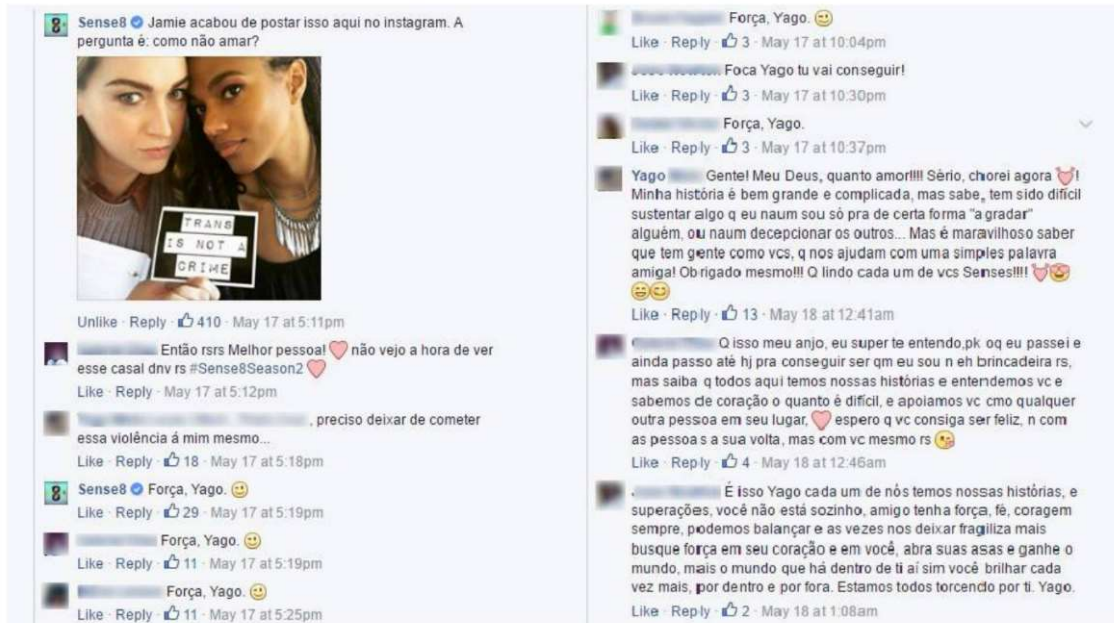 Sense8 Jamie acabou de postar isso aqui no instagram. A
pergunta é: como não amar?
TRANS
IS NOT A
CRIME
Unlike · Reply · 410 · May 17 at 5:11pm
Então rsrs Melhor pessoa! não vejo a hora de ver
esse casal dnv rs #Sense8Season2
Like · Reply · May 17 at 5:12pm
, preciso deixar de cometer
essa violência á mim mesmo...
Like · Reply · 18 · May 17 at 5:18pm
Sense8 Força, Yago.
Like · Reply · 29 · May 17 at 5:19pm
Força, Yago.
Like · Reply · 11 · May 17 at 5:19pm
Força, Yago.
Like · Reply · 11 · May 17 at 5:25pm
Força, Yago.
Like · Reply · 3 · May 17 at 10:04pm
Foca Yago tu vai conseguir!
Like · Reply · 3 · May 17 at 10:30pm
Força, Yago.
Like · Reply · 3 · May 17 at 10:37pm
Yago Gente! Meu Deus, quanto amor!!!! Sério, chorei agora !
Minha história é bem grande e complicada, mas sabe, tem sido difícil
sustentar algo q eu naum sou só pra de certa forma "agradar"
alguém, ou naum decepcionar os outros... Mas é maravilhoso saber
que tem gente como vcs, q nos ajudam com uma simples palavra
amiga! Obrigado mesmo!!! Q lindo cada um de vcs Senses!!!!
Like · Reply · 13 · May 18 at 12:41am
Q isso meu anjo, eu super te entendo,pk oq eu passei e
ainda passo até hj pra conseguir ser qm eu sou n eh brincadeira rs,
mas saiba q todos aqui temos nossas histórias e entendemos vc e
sabemos de coração o quanto é difícil, e apoiamos vc cmo qualquer
outra pessoa em seu lugar, espero q vc consiga ser feliz, n com
as pessoas a sua volta, mas com vc mesmo rs
Like · Reply · 4 · May 18 at 12:46am
É isso Yago cada um de nós temos nossas histórias, e
superações, você não está sozinho, amigo tenha força, fé, coragem
sempre, podemos balançar e as vezes nos deixar fragiliza mais
busque força em seu coração e em você, abra suas asas e ganhe o
mundo, mais o mundo que há dentro de ti aí sim você brilhar cada
vez mais, por dentro e por fora. Estamos todos torcendo por ti. Yago.
Like · Reply · 2 · May 18 at 1:08am